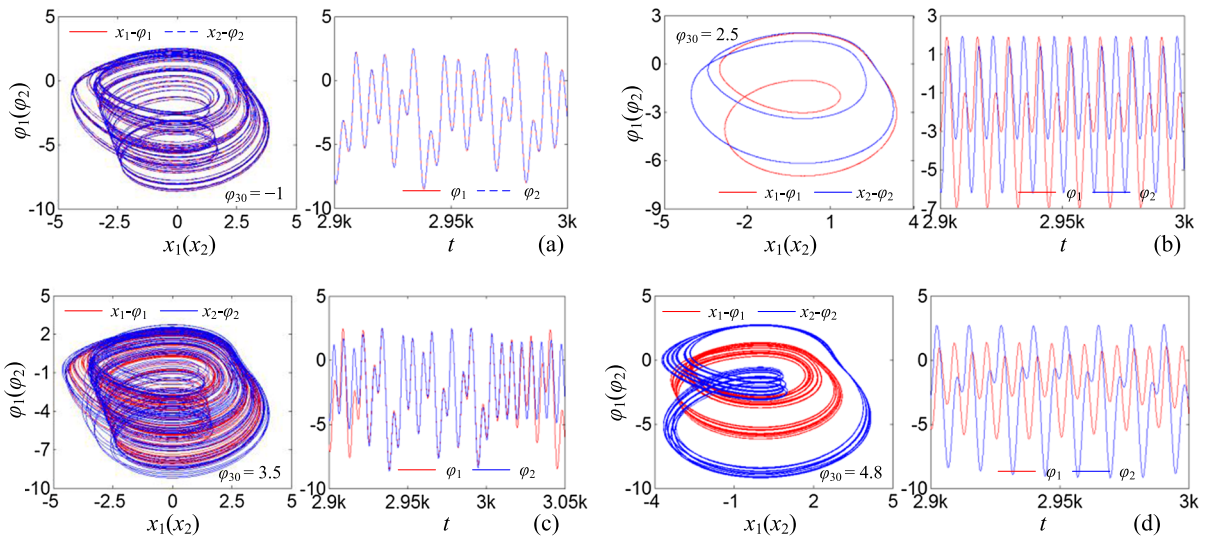 5
x₁-φ₁ x₂-φ₂
0
φ₁(φ₂)
-5
φ₃₀ = −1
-10
-5 -2.5 0 2.5 5
x₁(x₂)
5
0
-5
φ₁ φ₂
-10
2.9k 2.95k 3k
t (a)
3
φ₃₀ = 2.5
0
φ₁(φ₂)
-3
-6
x₁-φ₁ x₂-φ₂
-9
-5 -2 1 4
x₁(x₂)
3
1
-1
-3
-5
φ₁ φ₂
-7
2.9k 2.95k 3k
t (b)
5
x₁-φ₁ x₂-φ₂
2
-1
φ₁(φ₂)
-4
-7
φ₃₀ = 3.5
-10
-5 -2.5 0 2.5 5
x₁(x₂)
5
0
-5
φ₁ φ₂
-10
2.9k 2.95k 3k 3.05k
t (c)
5
x₁-φ₁ x₂-φ₂
0
φ₁(φ₂)
-5
φ₃₀ = 4.8
-10
-4 -1 2 5
x₁(x₂)
5
0
-5
φ₁ φ₂
-10
2.9k 2.95k 3k
t (d)